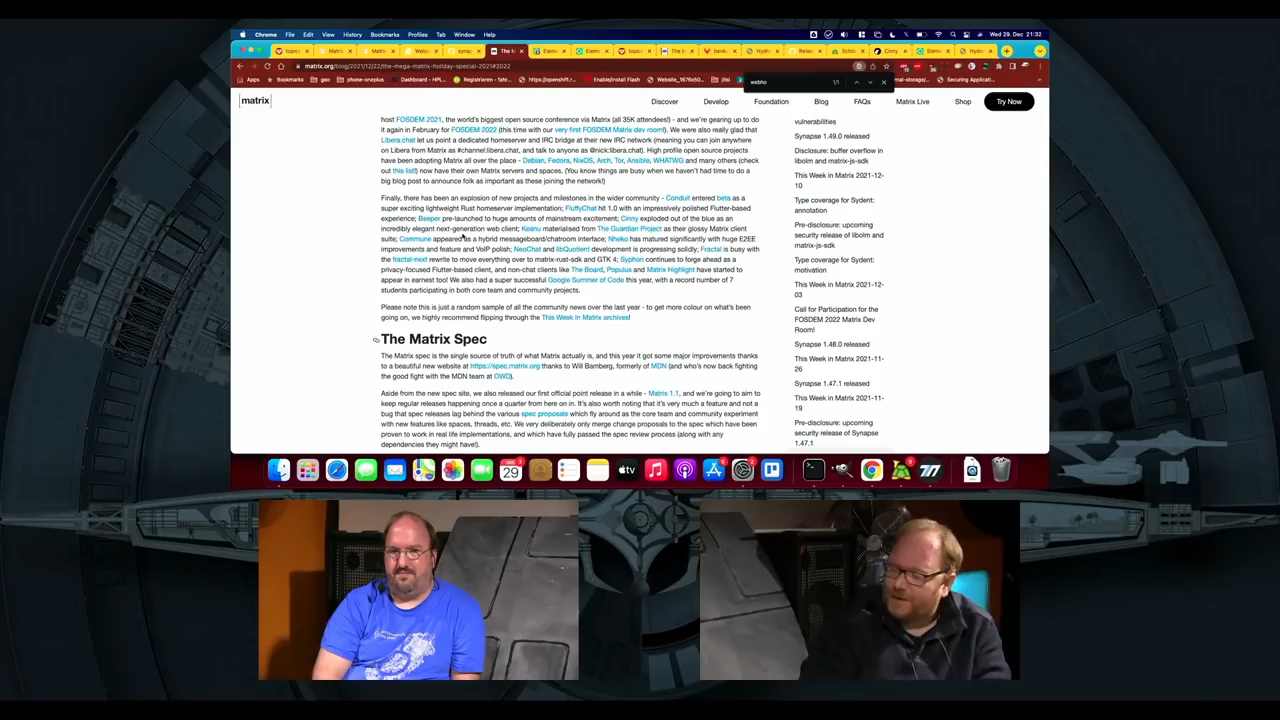 Chrome File Edit View History Bookmarks Profiles Tab Window Help
Wed 29. Dec. 21:32
matrix.org/blog/2021/12/22/the-mega-matrix-holiday-special-2021#2022
Apps Bookmarks geo phone-oneplus Dashboard - HPL... Registrieren - fahr... https://openshift.r... Enable/Install Flash Website_1676x50... jitsi
Securing Applicati...
webho 1/1
[matrix]
Discover Develop Foundation Blog FAQs Matrix Live Shop Try Now
host FOSDEM 2021, the world's biggest open source conference via Matrix (all 35K attendees!) - and we're gearing up to do
it again in February for FOSDEM 2022 (this time with our very first FOSDEM Matrix dev room!). We were also really glad that
Libera.chat let us point a dedicated homeserver and IRC bridge at their new IRC network (meaning you can join anywhere
on Libera from Matrix as #channel:libera.chat, and talk to anyone as @nick:libera.chat). High profile open source projects
have been adopting Matrix all over the place - Debian, Fedora, NixOS, Arch, Tor, Ansible, WHATWG and many others (check
out this list!) now have their own Matrix servers and spaces. (You know things are busy when we haven't had time to do a
big blog post to announce folk as important as these joining the network!)
Finally, there has been an explosion of new projects and milestones in the wider community - Conduit entered beta as a
super exciting lightweight Rust homeserver implementation; FluffyChat hit 1.0 with an impressively polished Flutter-based
experience; Beeper pre-launched to huge amounts of mainstream excitement; Cinny exploded out of the blue as an
incredibly elegant next-generation web client; Keanu materialised from The Guardian Project as their glossy Matrix client
suite; Commune appeared as a hybrid messageboard/chatroom interface; Nheko has matured significantly with huge E2EE
improvements and feature and VoIP polish; NeoChat and libQuotient development is progressing solidly; Fractal is busy with
the fractal-next rewrite to move everything over to matrix-rust-sdk and GTK 4; Syphon continues to forge ahead as a
privacy-focused Flutter-based client, and non-chat clients like The Board, Populus and Matrix Highlight have started to
appear in earnest too! We also had a super successful Google Summer of Code this year, with a record number of 7
students participating in both core team and community projects.
Please note this is just a random sample of all the community news over the last year - to get more colour on what's been
going on, we highly recommend flipping through the This Week in Matrix archives!
The Matrix Spec
The Matrix spec is the single source of truth of what Matrix actually is, and this year it got some major improvements thanks
to a beautiful new website at https://spec.matrix.org thanks to Will Bamberg, formerly of MDN (and who's now back fighting
the good fight with the MDN team at OWD).
Aside from the new spec site, we also released our first official point release in a while - Matrix 1.1, and we're going to aim to
keep regular releases happening once a quarter from here on in. It's also worth noting that it's very much a feature and not a
bug that spec releases lag behind the various spec proposals which fly around as the core team and community experiment
with new features like spaces, threads, etc. We very deliberately only merge change proposals to the spec which have been
proven to work in real life implementations, and which have fully passed the spec review process (along with any
dependencies they might have!).
vulnerabilities
Synapse 1.49.0 released
Disclosure: buffer overflow in
libolm and matrix-js-sdk
This Week in Matrix 2021-12-
10
Type coverage for Sydent:
annotation
Pre-disclosure: upcoming
security release of libolm and
matrix-js-sdk
Type coverage for Sydent:
motivation
This Week in Matrix 2021-12-
03
Call for Participation for the
FOSDEM 2022 Matrix Dev
Room!
Synapse 1.48.0 released
This Week in Matrix 2021-11-
26
Synapse 1.47.1 released
This Week in Matrix 2021-11-
19
Pre-disclosure: upcoming
security release of Synapse
1.47.1
DEC
29
tv